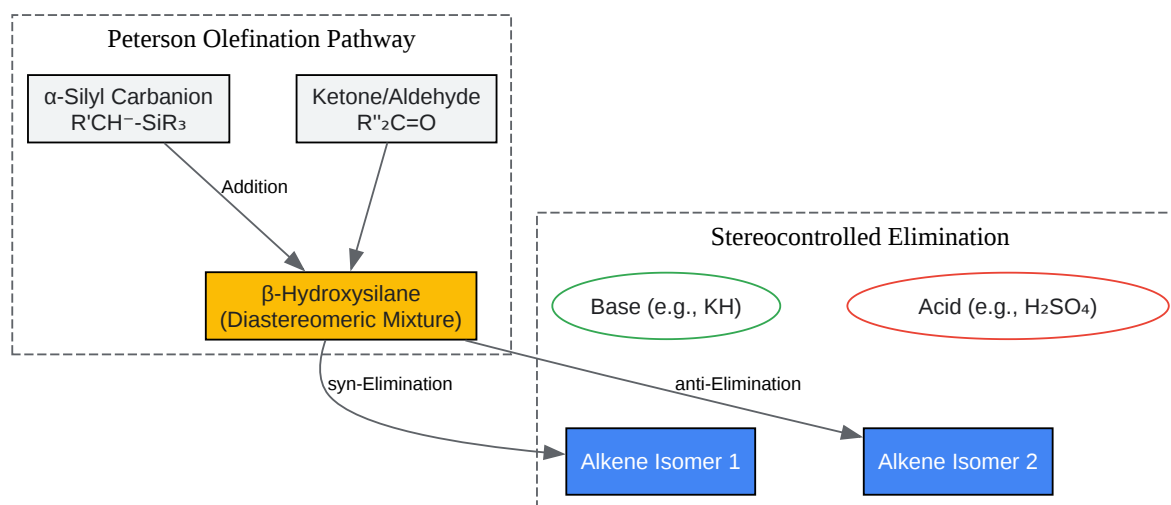 Peterson Olefination Pathway
α-Silyl Carbanion
R'CH⁻-SiR₃
Ketone/Aldehyde
R"₂C=O
Addition
Stereocontrolled Elimination
β-Hydroxysilane
(Diastereomeric Mixture)
Base (e.g., KH)
Acid (e.g., H₂SO₄)
syn-Elimination
anti-Elimination
Alkene Isomer 1
Alkene Isomer 2